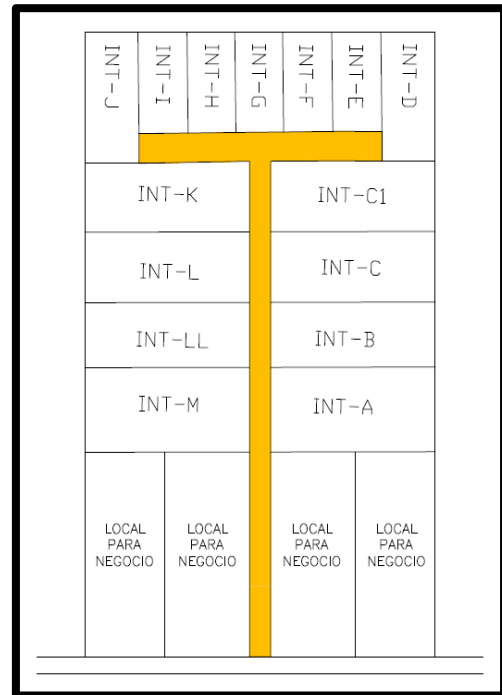 INT-J
INT-I
INT-H
INT-G
INT-F
INT-E
INT-D
INT-K
INT-C1
INT-L
INT-C
INT-LL
INT-B
INT-M
INT-A
LOCAL
PARA
NEGOCIO
LOCAL
PARA
NEGOCIO
LOCAL
PARA
NEGOCIO
LOCAL
PARA
NEGOCIO